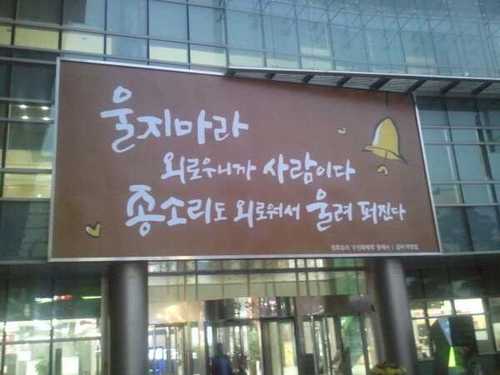 울지마라
외로우니까 사람이다
종소리도 외로워서 울려 퍼진다